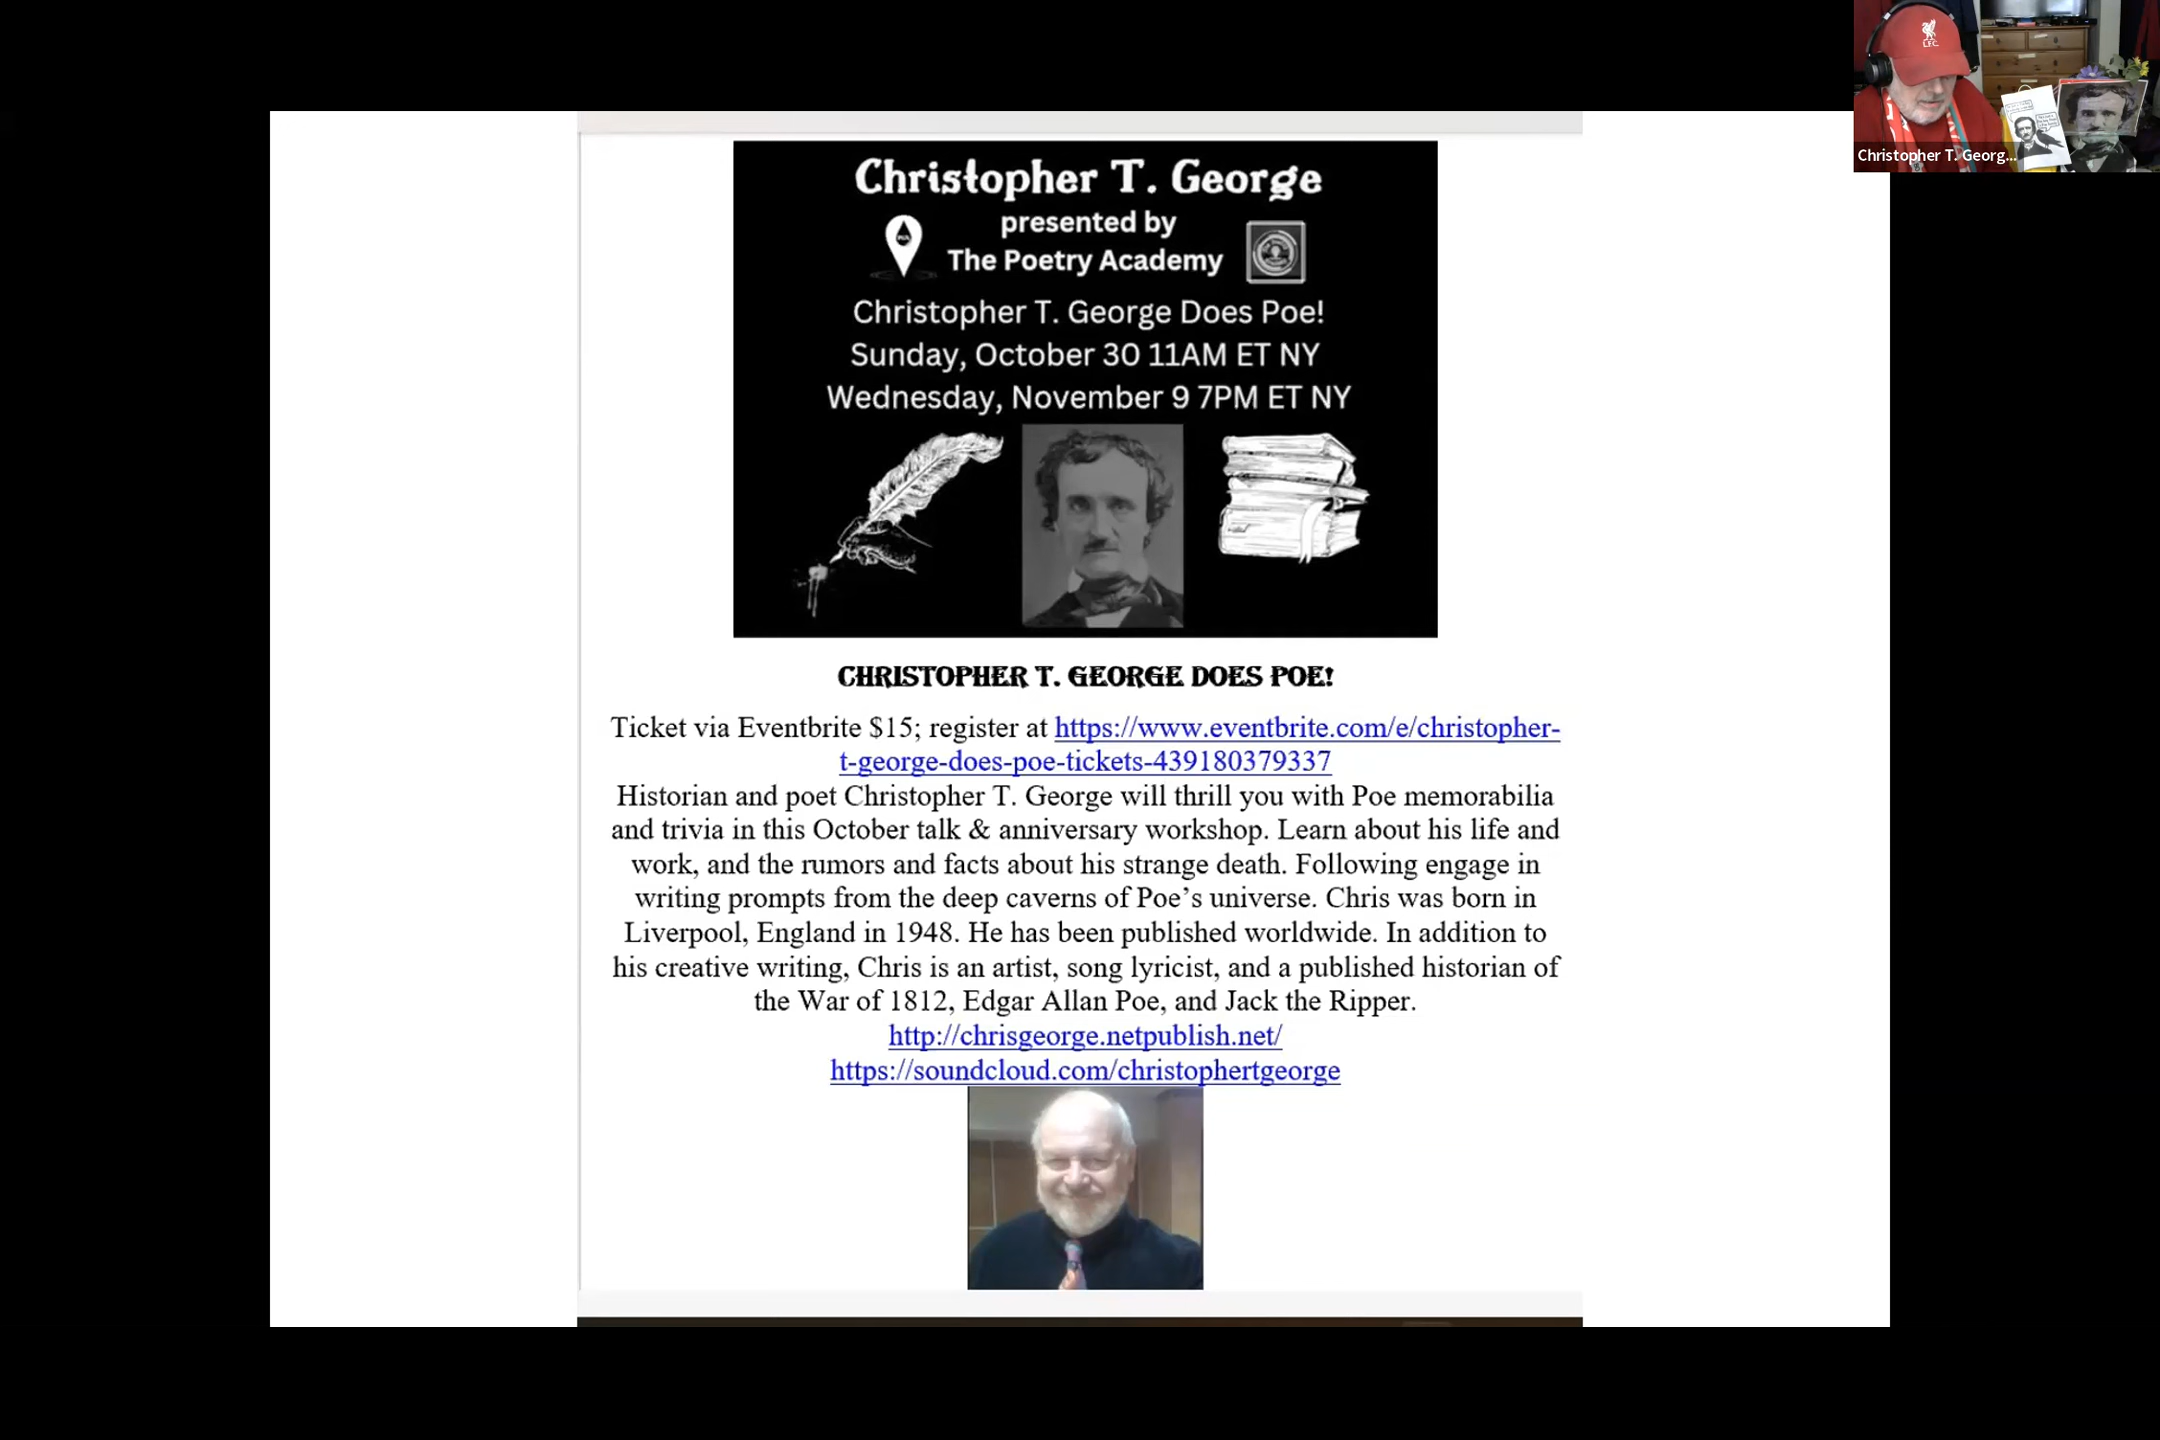 Christopher T. George
presented by
The Poetry Academy
Christopher T. George Does Poe!
Sunday, October 30 11AM ET NY
Wednesday, November 9 7PM ET NY
CHRISTOPHER T. GEORGE DOES POE!
Ticket via Eventbrite $15; register at https://www.eventbrite.com/e/christopher-
t-george-does-poe-tickets-439180379337
Historian and poet Christopher T. George will thrill you with Poe memorabilia
and trivia in this October talk & anniversary workshop. Learn about his life and
work, and the rumors and facts about his strange death. Following engage in
writing prompts from the deep caverns of Poe’s universe. Chris was born in
Liverpool, England in 1948. He has been published worldwide. In addition to
his creative writing, Chris is an artist, song lyricist, and a published historian of
the War of 1812, Edgar Allan Poe, and Jack the Ripper.
http://chrisgeorge.netpublish.net/
https://soundcloud.com/christophertgeorge
L.F.C.
Christopher T. Georg...